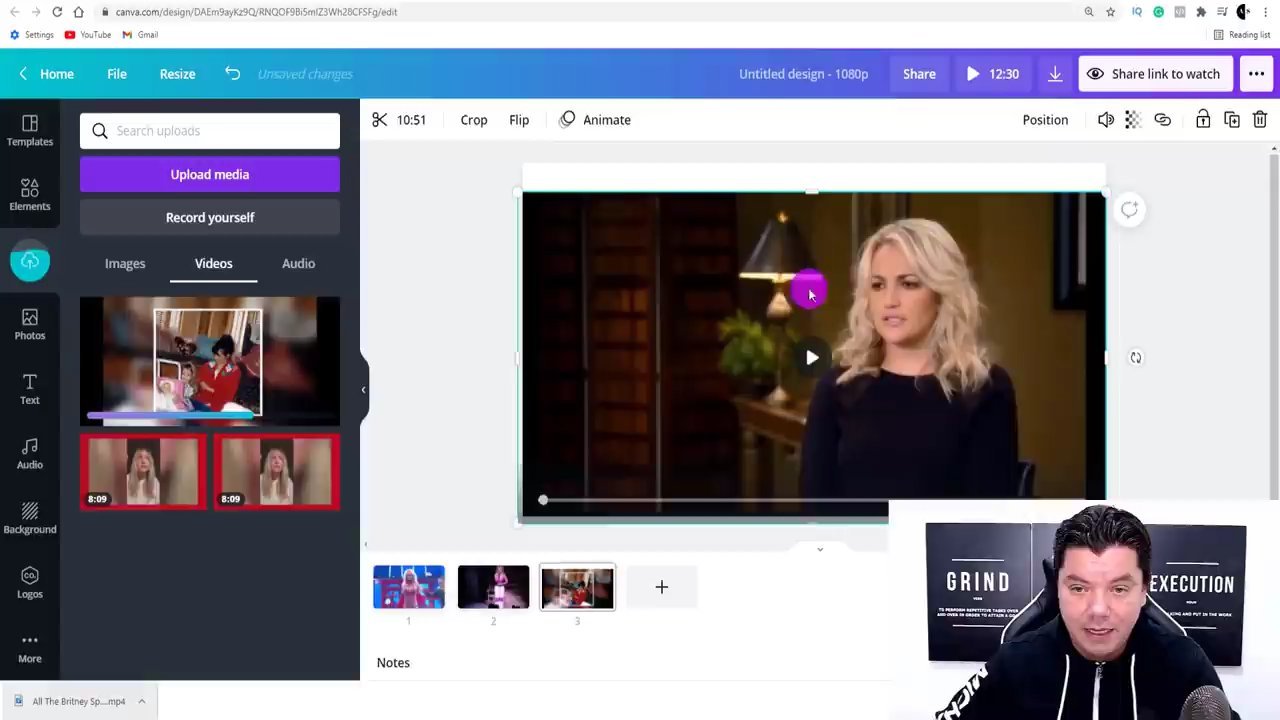 canva.com/design/DAEm9ayKz9Q/RNQOF9Bi5mIZ3Wh28CFSFg/edit
Settings
YouTube
Gmail
Reading list
Home
File
Resize
Unsaved changes
Untitled design - 1080p
Share
12:30
Share link to watch
Templates
Elements
Photos
Text
Audio
Background
CO.
Logos
More
Search uploads
Upload media
Record yourself
Images
Videos
Audio
8:09
8:09
10:51
Crop
Flip
Animate
Position
1
2
3
Notes
GRIND
EXECUTION
All The Britney Sp....mp4